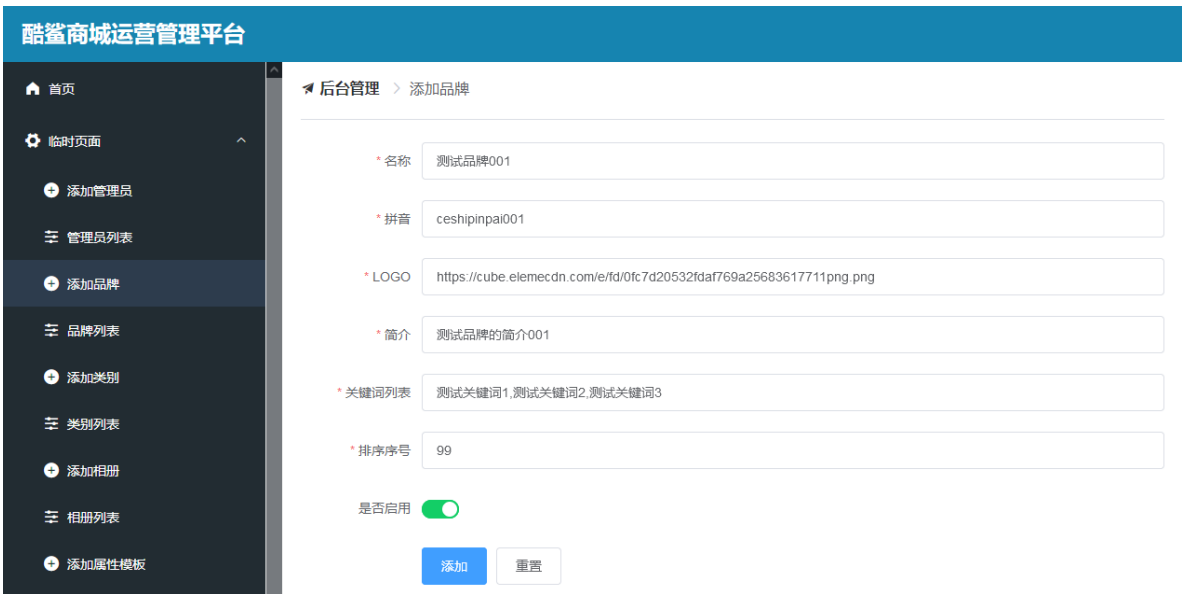 酷鲨商城运营管理平台
首页
临时页面
添加管理员
管理员列表
添加品牌
品牌列表
添加类别
类别列表
添加相册
相册列表
添加属性模板
后台管理 > 添加品牌
* 名称 测试品牌001
* 拼音 ceshipinpai001
* LOGO https://cube.elemecdn.com/e/fd/0fc7d20532fdaf769a25683617711png.png
* 简介 测试品牌的简介001
* 关键词列表 测试关键词1,测试关键词2,测试关键词3
* 排序序号 99
是否启用
添加 重置